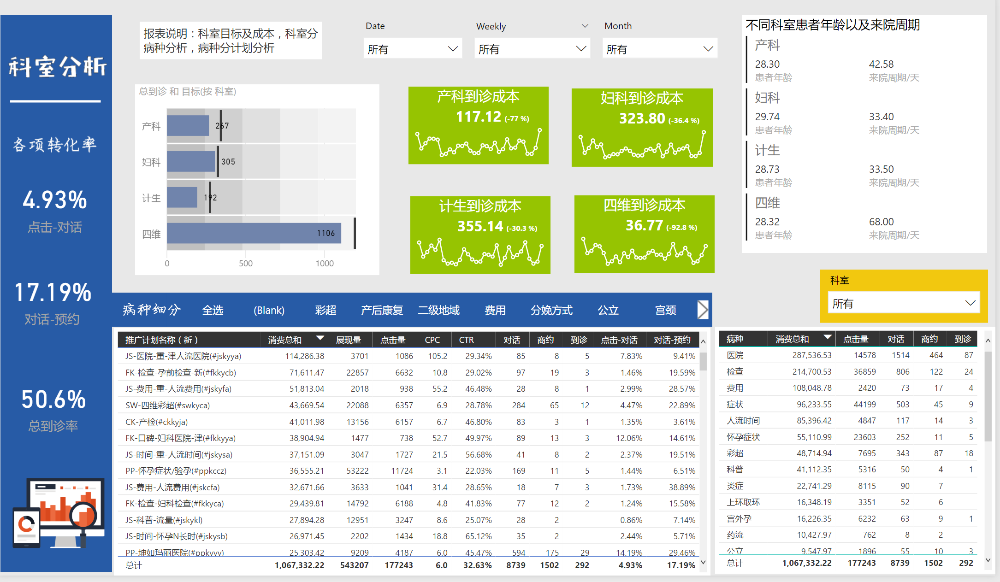 科室分析
各项转化率
4.93%
点击-对话
17.19%
对话-预约
50.6%
总到诊率
报表说明：科室目标及成本，科室分
病种分析，病种分计划分析
Date
所有
Weekly
所有
Month
所有
总到诊 和 目标(按 科室)
产科 267
妇科 305
计生 192
四维 1106
0 500 1000
产科到诊成本
117.12 (-77 %)
妇科到诊成本
323.80 (-36.4 %)
计生到诊成本
355.14 (-30.3 %)
四维到诊成本
36.77 (-92.8 %)
不同科室患者年龄以及来院周期
产科
28.30 42.58
患者年龄 来院周期/天
妇科
29.74 33.40
患者年龄 来院周期/天
计生
28.73 33.50
患者年龄 来院周期/天
四维
28.32 68.00
患者年龄 来院周期/天
科室
所有
病种细分 全选 (Blank) 彩超 产后康复 二级地域 费用 分娩方式 公立 宫颈
推广计划名称（新） 消费总和 展现量 点击量 CPC CTR 对话 商约 到诊 点击-对话 对话-预约
JS-医院-重-津人流医院(#jskyya) 114,286.38 3701 1086 105.2 29.34% 85 8 5 7.83% 9.41%
FK-检查-孕前检查-新(#fkkycb) 71,611.47 22857 6632 10.8 29.02% 97 19 3 1.46% 19.59%
JS-费用-重-人流费用(#jskyfa) 51,813.04 2018 938 55.2 46.48% 28 8 1 2.99% 28.57%
SW-四维彩超(#swkyca) 43,669.54 22088 6357 6.9 28.78% 284 65 12 4.47% 22.89%
CK-产检(#ckkyja) 41,011.98 13156 6157 6.7 46.80% 83 3 1 1.35% 3.61%
FK-口碑-妇科医院-津(#fkkyya) 38,904.94 1477 738 52.7 49.97% 89 13 3 12.06% 14.61%
JS-时间-重-人流时间(#jskysa) 37,151.09 3047 1727 21.5 56.68% 41 8 2 2.37% 19.51%
PP-怀孕症状/验孕(#ppkccz) 36,555.21 53222 11724 3.1 22.03% 169 11 5 1.44% 6.51%
JS-费用-人流费用(#jskcfa) 32,671.66 3633 1041 31.4 28.65% 18 7 3 1.73% 38.89%
FK-检查-妇科检查(#fkkyca) 29,439.81 14792 6188 4.8 41.83% 77 12 2 1.24% 15.58%
JS-科普-流量(#jskykl) 27,894.28 12951 3247 8.6 25.07% 28 2 0.86% 7.14%
JS-时间-怀孕N长时(#jskysb) 26,971.45 2202 1434 18.8 65.12% 35 2 2.44% 5.71%
PP-坤如玛丽医院(#ppkyyy) 25,303.42 9209 4187 6.0 45.47% 594 175 29 14.19% 29.46%
总计 1,067,332.22 543207 177243 6.0 32.63% 8739 1502 292 4.93% 17.19%
病种 消费总和 点击量 对话 商约 到诊
医院 287,536.53 14578 1514 464 87
检查 214,700.53 36859 806 122 24
费用 108,048.78 2420 73 17 4
症状 96,233.55 44199 503 45 9
人流时间 85,396.42 4847 117 14 3
怀孕症状 55,110.99 23603 252 11 5
彩超 48,714.94 7695 343 87 18
科普 41,112.35 5316 50 4 1
炎症 22,741.29 8115 90 7
上环取环 16,348.19 3351 52 6
宫外孕 16,226.35 6232 63 9 1
药流 10,427.97 762 8 2
公立 9,547.97 1896 55 10 3
总计 1,067,332.22 177243 8739 1502 292